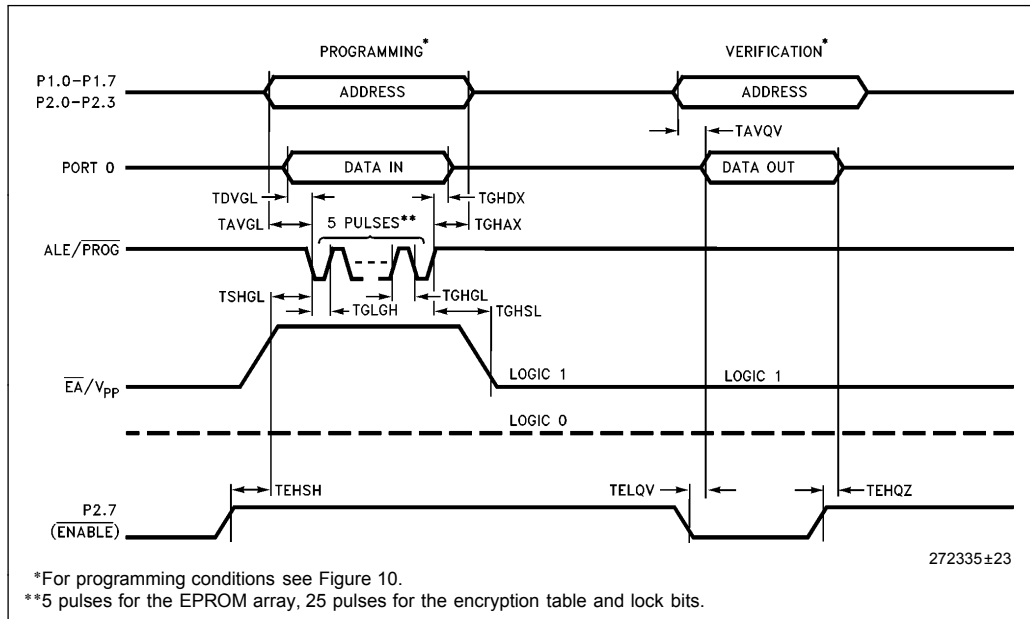 PROGRAMMING*
VERIFICATION*
P1.0–P1.7
P2.0–P2.3
ADDRESS
ADDRESS
TAVQV
PORT 0
DATA IN
DATA OUT
TDVGL
TGHDX
TAVGL
5 PULSES**
TGHAX
ALE/PROG
TSHGL
TGLGH
TGHGL
TGHSL
EA/VPP
LOGIC 1
LOGIC 1
LOGIC 0
TEHSH
TELQV
TEHQZ
P2.7
(ENABLE)
272335±23
*For programming conditions see Figure 10.
**5 pulses for the EPROM array, 25 pulses for the encryption table and lock bits.